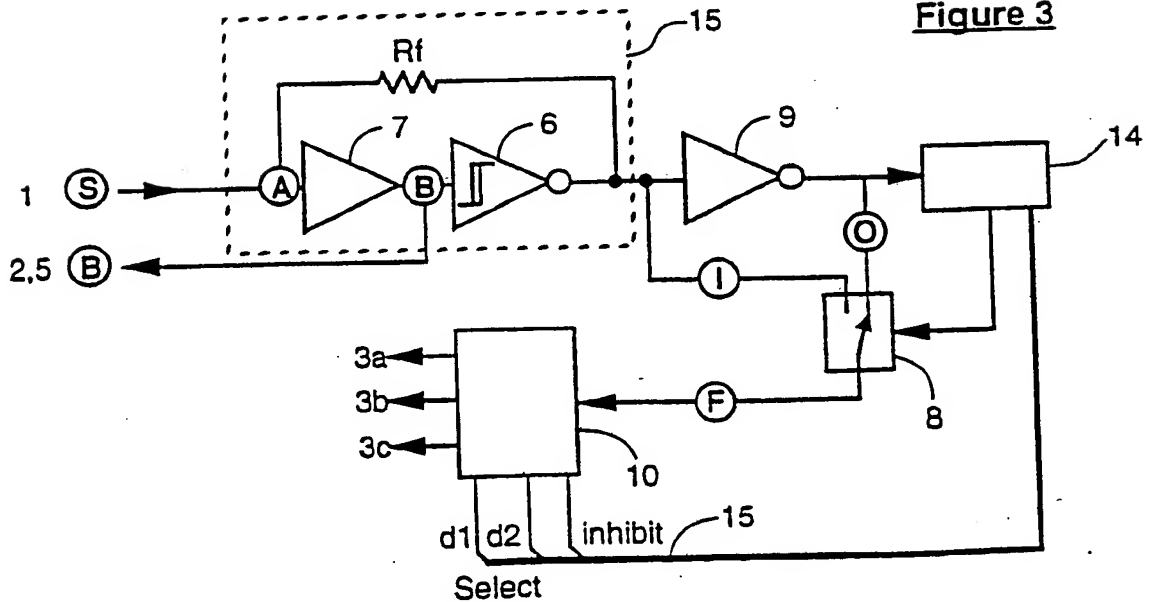 Figure 3
15
Rf
7
6
9
14
1 S
A
B
O
2,5 B
I
3a
3b
3c
F
8
10
d1 d2 inhibit
15
Select